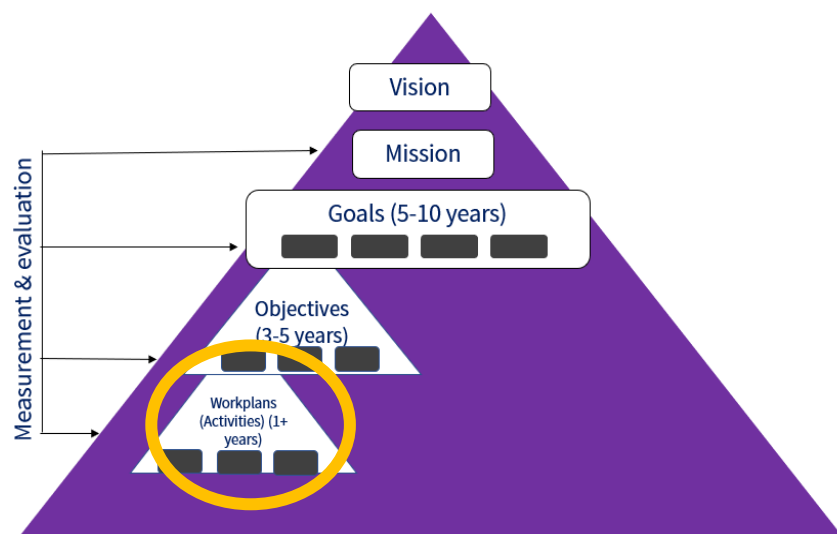 Vision
Mission
Goals (5-10 years)
Objectives
(3-5 years)
Workplans
(Activities) (1+
years)
Measurement & evaluation